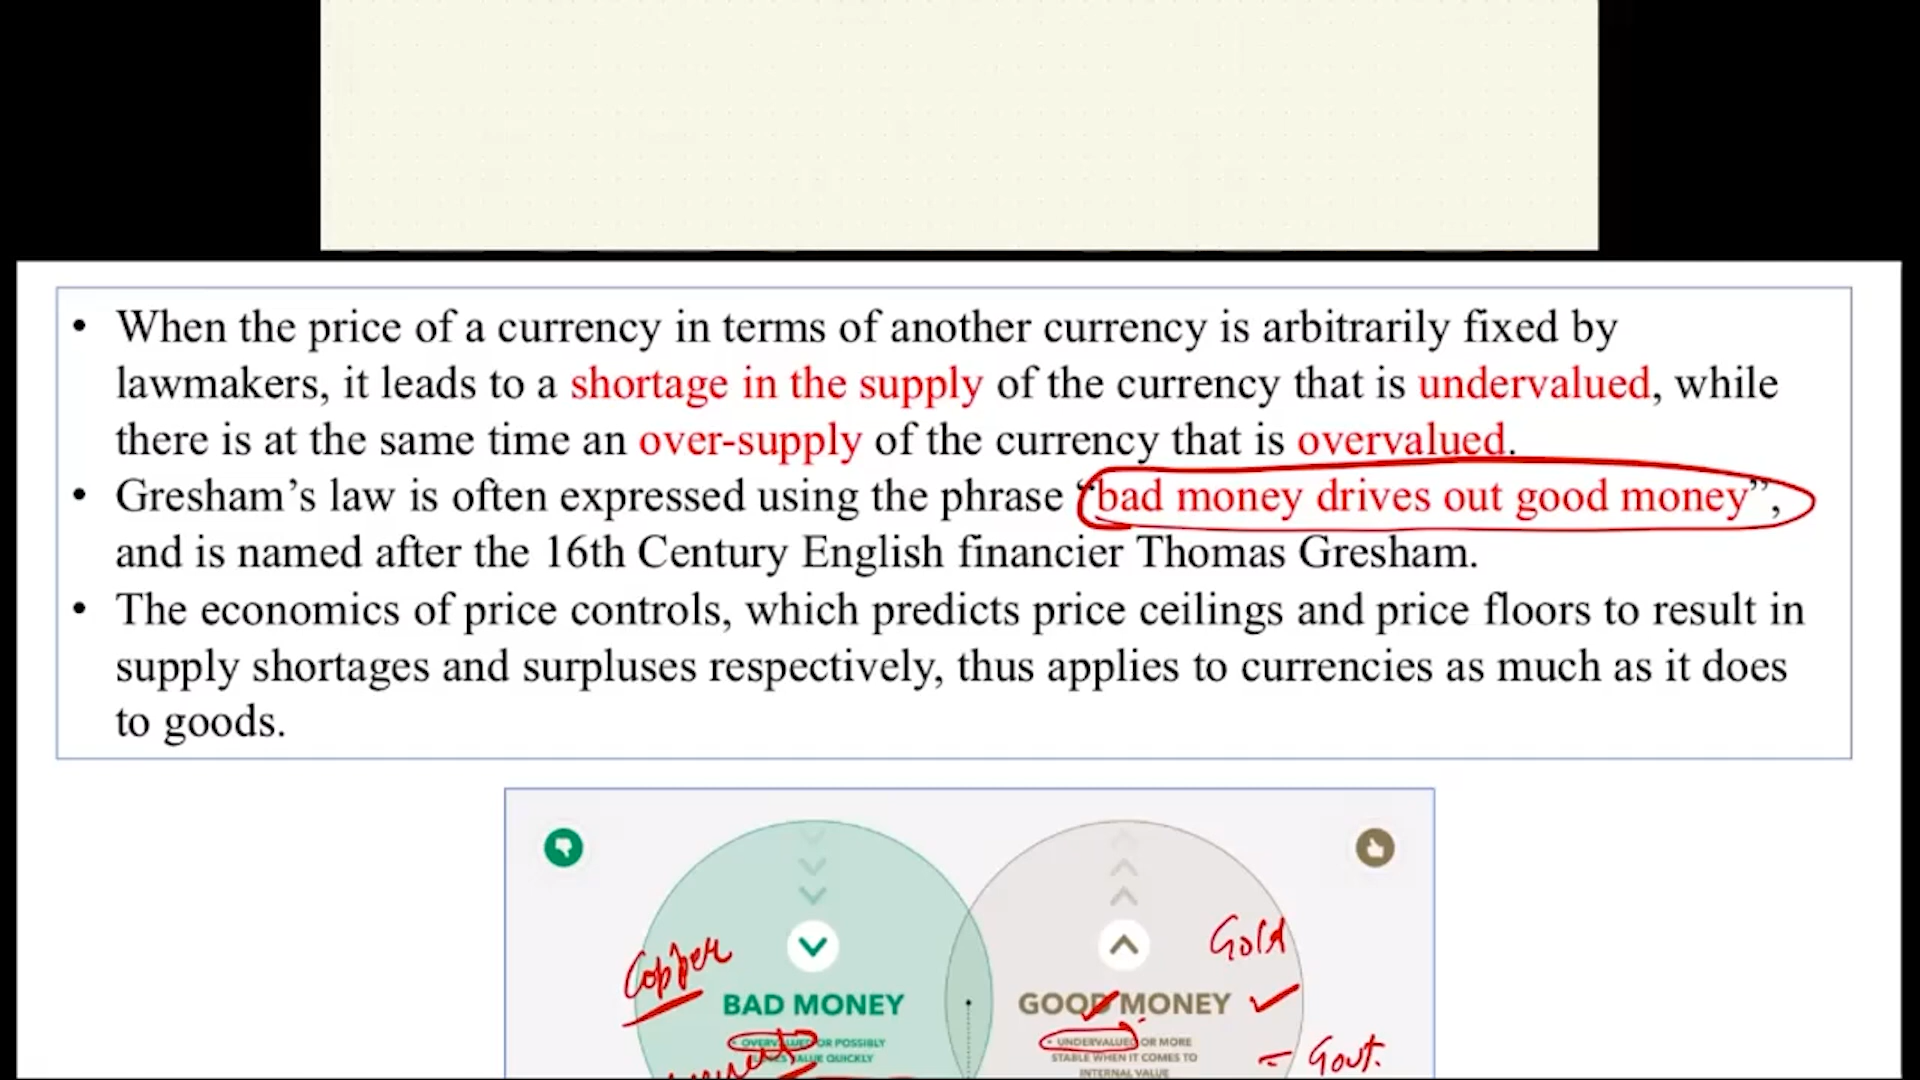 • When the price of a currency in terms of another currency is arbitrarily fixed by
lawmakers, it leads to a shortage in the supply of the currency that is undervalued, while
there is at the same time an over-supply of the currency that is overvalued.
• Gresham’s law is often expressed using the phrase “bad money drives out good money”,
and is named after the 16th Century English financier Thomas Gresham.
• The economics of price controls, which predicts price ceilings and price floors to result in
supply shortages and surpluses respectively, thus applies to currencies as much as it does
to goods.
Copper
Gold
BAD MONEY
GOOD MONEY
• OVERVALUED OR POSSIBLY
VALUE QUICKLY
• UNDERVALUED OR MORE
STABLE WHEN IT COMES TO
INTERNAL VALUE
Govt.